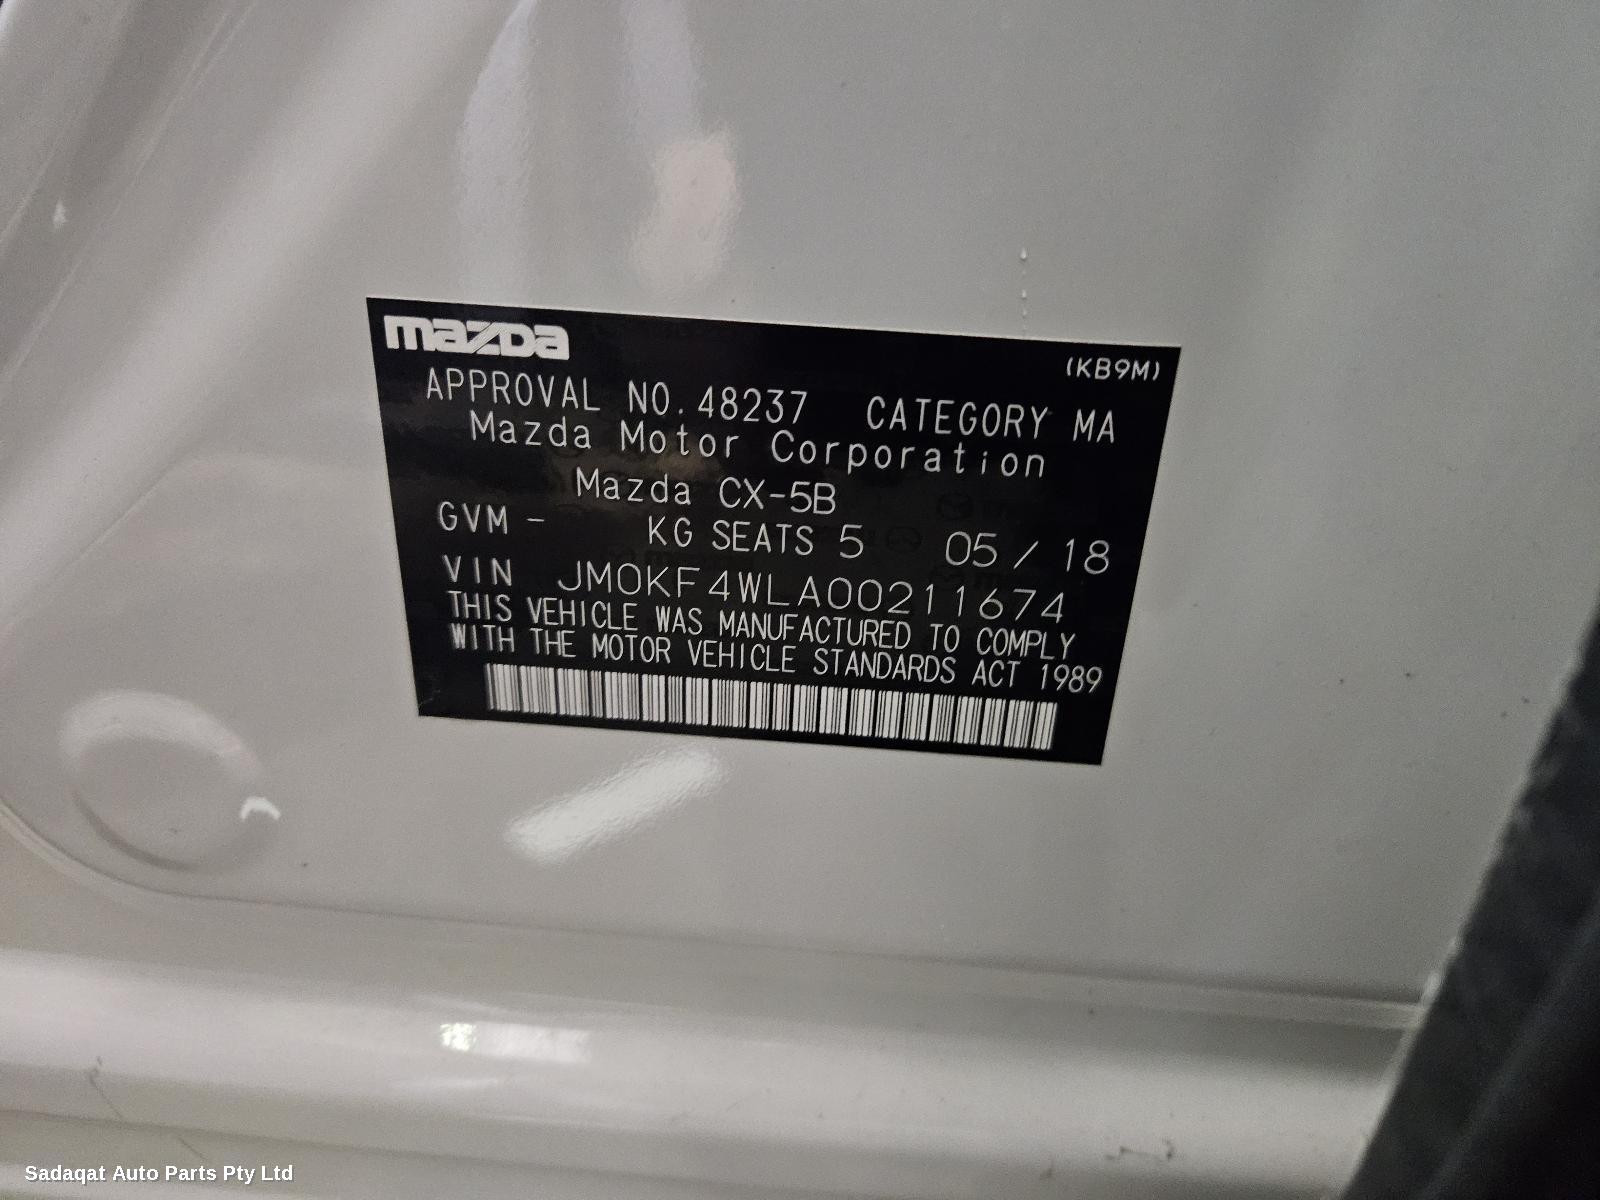 mazda
(KB9M)
APPROVAL NO. 48237 CATEGORY MA
Mazda Motor Corporation
Mazda CX-5B
GVM - KG SEATS 5 05 / 18
VIN JM0KF4WLA00211674
THIS VEHICLE WAS MANUFACTURED TO COMPLY
WITH THE MOTOR VEHICLE STANDARDS ACT 1989
Sadaqat Auto Parts Pty Ltd